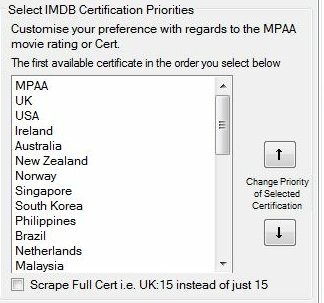 Select IMDB Certification Priorities
Customise your preference with regards to the MPAA
movie rating or Cert.
The first available certificate in the order you select below
MPAA
UK
USA
Ireland
Australia
New Zealand
Norway
Singapore
South Korea
Philippines
Brazil
Netherlands
Malaysia
Change Priority
of Selected
Certification
Scrape Full Cert i.e. UK:15 instead of just 15